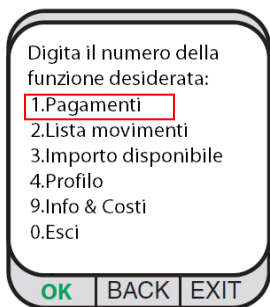 Digita il numero della
funzione desiderata:
1.Pagamenti
2.Lista movimenti
3.Importo disponibile
4.Profilo
9.Info & Costi
0.Esci
OK BACK EXIT